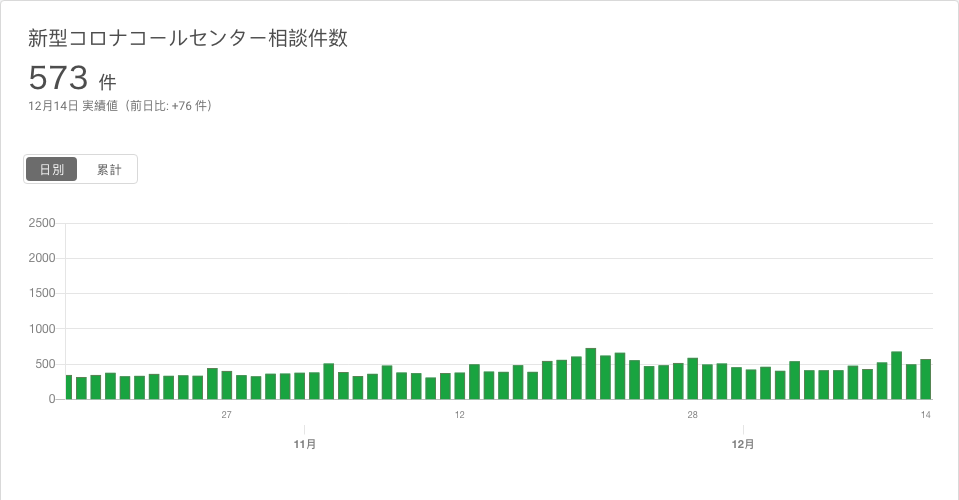 新型コロナコールセンター相談件数
573 件
12月14日 実績値（前日比: +76 件）
日別 累計
2500
2000
1500
1000
500
0
27 12 28 14
11月 12月